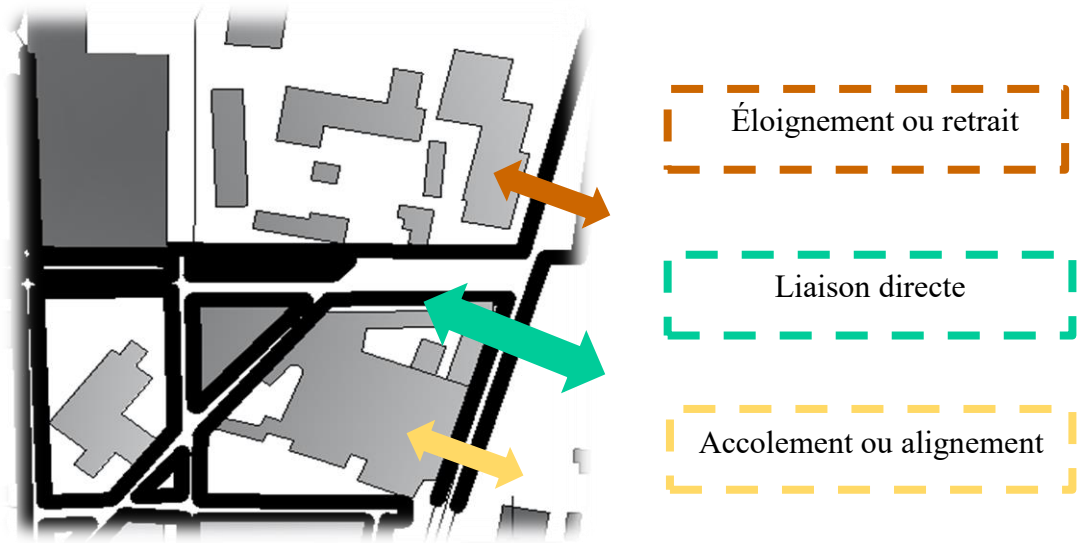 Éloignement ou retrait
Liaison directe
Accolement ou alignement